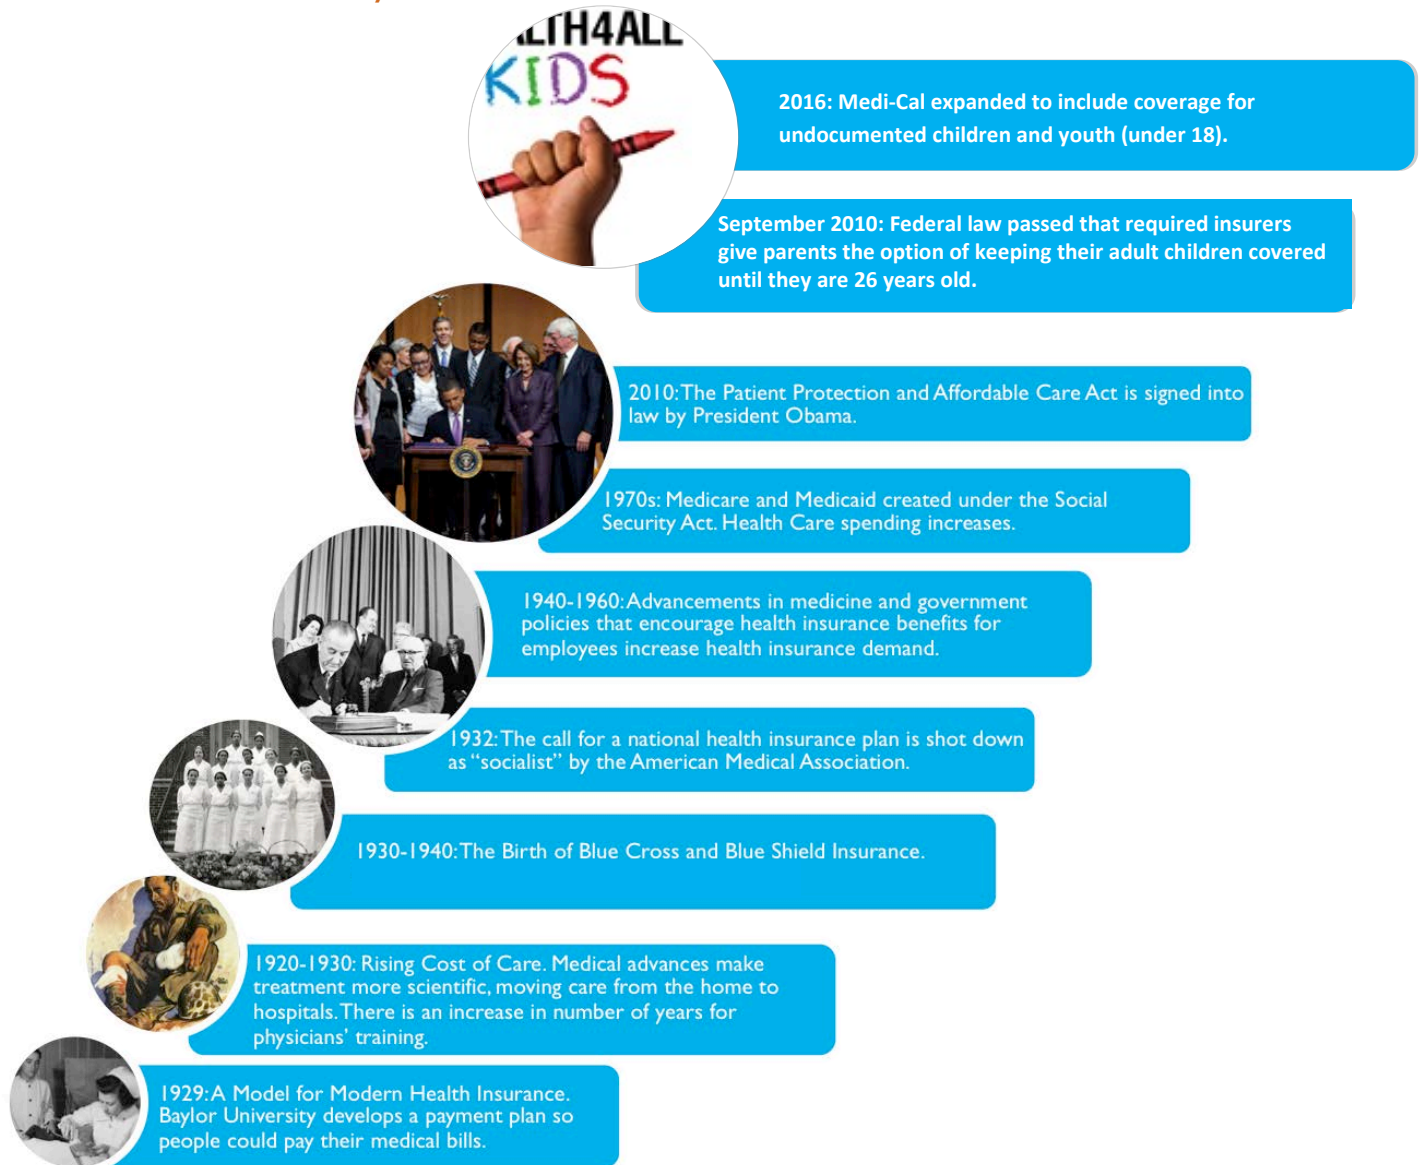 KIDS
2016: Medi-Cal expanded to include coverage for
undocumented children and youth (under 18).
September 2010: Federal law passed that required insurers
give parents the option of keeping their adult children covered
until they are 26 years old.
2010: The Patient Protection and Affordable Care Act is signed into
law by President Obama.
1970s: Medicare and Medicaid created under the Social
Security Act. Health Care spending increases.
1940-1960: Advancements in medicine and government
policies that encourage health insurance benefits for
employees increase health insurance demand.
1932: The call for a national health insurance plan is shot down
as “socialist” by the American Medical Association.
1930-1940: The Birth of Blue Cross and Blue Shield Insurance.
1920-1930: Rising Cost of Care. Medical advances make
treatment more scientific, moving care from the home to
hospitals. There is an increase in number of years for
physicians’ training.
1929: A Model for Modern Health Insurance.
Baylor University develops a payment plan so
people could pay their medical bills.